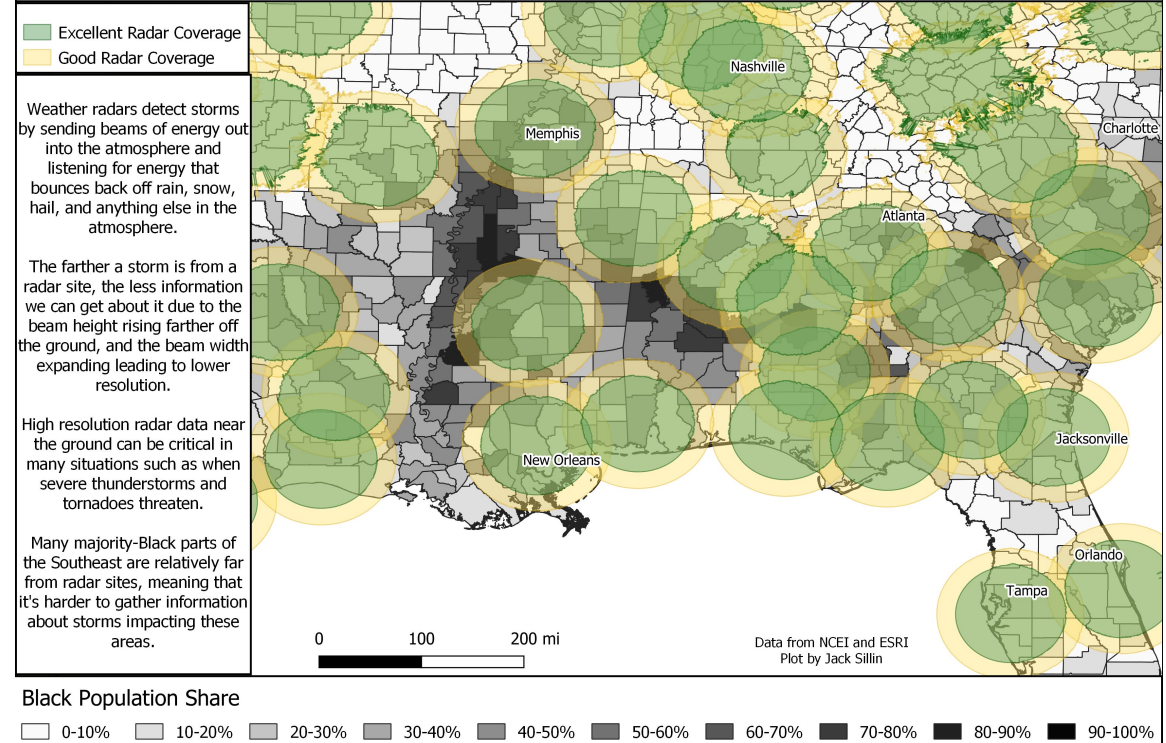 Excellent Radar Coverage
Good Radar Coverage
Weather radars detect storms
by sending beams of energy out
into the atmosphere and
listening for energy that
bounces back off rain, snow,
hail, and anything else in the
atmosphere.
The farther a storm is from a
radar site, the less information
we can get about it due to the
beam height rising farther off
the ground, and the beam width
expanding leading to lower
resolution.
High resolution radar data near
the ground can be critical in
many situations such as when
severe thunderstorms and
tornadoes threaten.
Many majority-Black parts of
the Southeast are relatively far
from radar sites, meaning that
it's harder to gather information
about storms impacting these
areas.
Nashville
Memphis
Charlotte
Atlanta
New Orleans
Jacksonville
Orlando
Tampa
0 100 200 mi
Data from NCEI and ESRI
Plot by Jack Sillin
Black Population Share
0-10% 10-20% 20-30% 30-40% 40-50% 50-60% 60-70% 70-80% 80-90% 90-100%